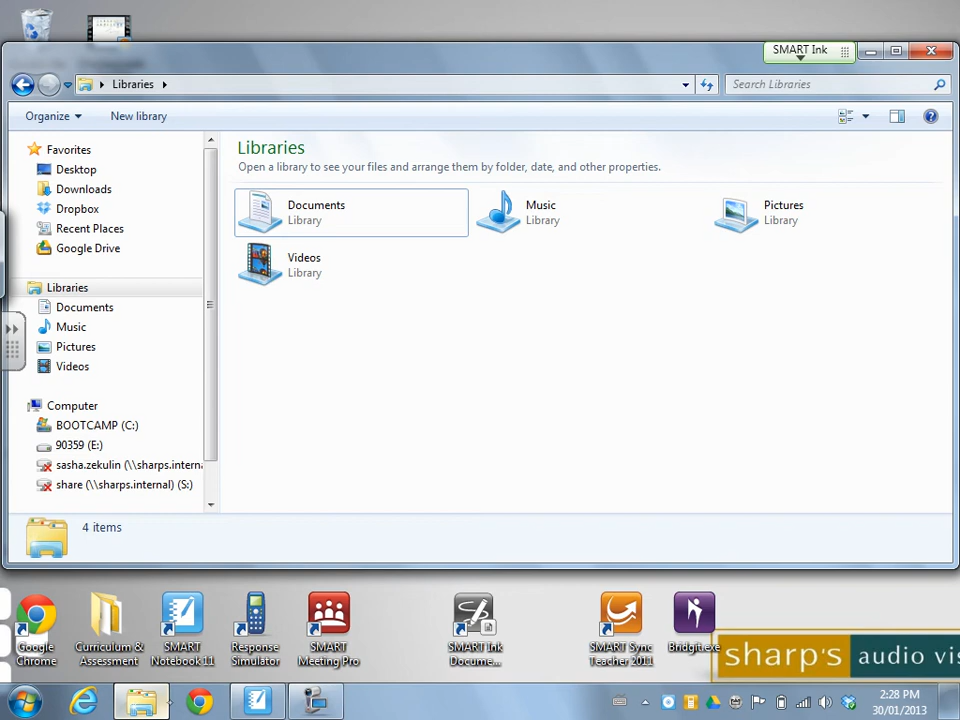 SMART Ink
Libraries
Search Libraries
Organize
New library
Favorites
Desktop
Downloads
Dropbox
Recent Places
Google Drive
Libraries
Documents
Music
Pictures
Videos
Computer
BOOTCAMP (C:)
90359 (E:)
sasha.zekulin (\\sharps.intern
share (\\sharps.internal) (S:)
Libraries
Open a library to see your files and arrange them by folder, date, and other properties.
Documents
Library
Music
Library
Pictures
Library
Videos
Library
4 items
Google
Chrome
Curriculum &
Assessment
SMART
Notebook 11
Response
Simulator
SMART
Meeting Pro
SMART Ink
Docume...
SMART Sync
Teacher 2011
Bridgit.exe
sharp's audio vis
2:28 PM
30/01/2013